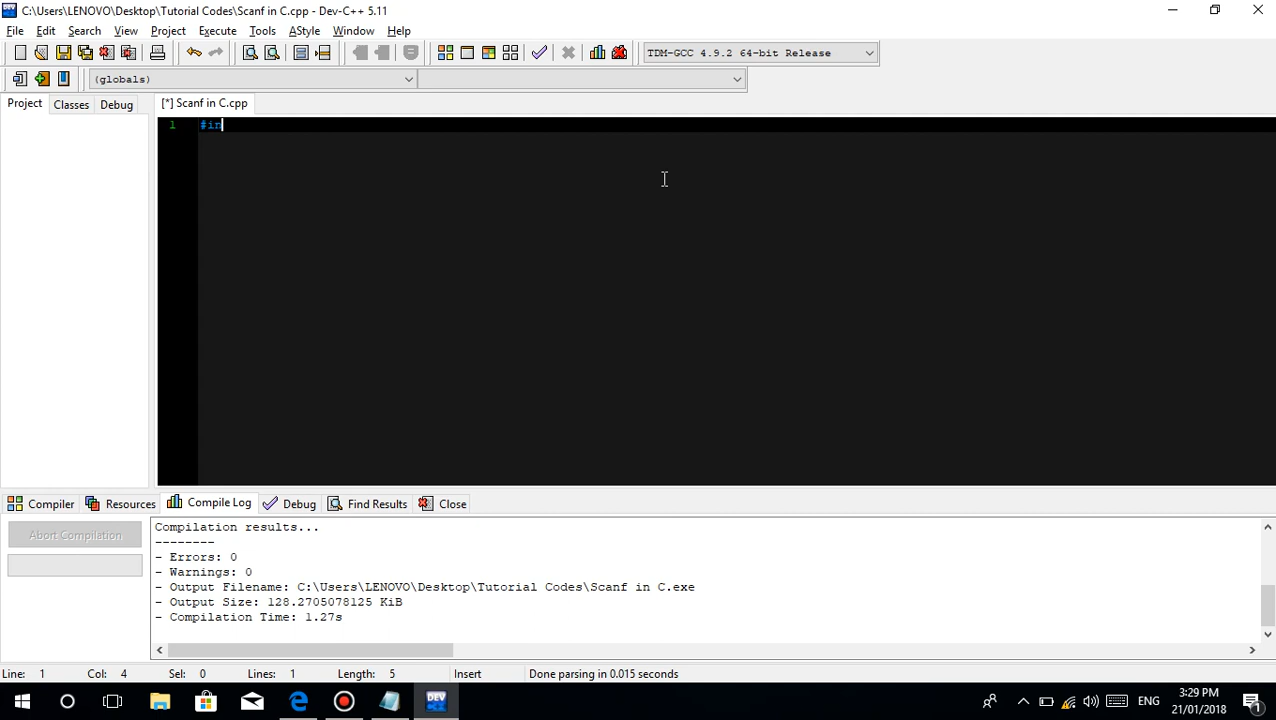 C:\Users\LENOVO\Desktop\Tutorial Codes\Scanf in C.cpp - Dev-C++ 5.11
File Edit Search View Project Execute Tools AStyle Window Help
TDM-GCC 4.9.2 64-bit Release
(globals)
Project Classes Debug [*] Scanf in C.cpp
1 #in
Compiler Resources Compile Log Debug Find Results Close
Abort Compilation
Compilation results...
--------
- Errors: 0
- Warnings: 0
- Output Filename: C:\Users\LENOVO\Desktop\Tutorial Codes\Scanf in C.exe
- Output Size: 128.2705078125 KiB
- Compilation Time: 1.27s
Line: 1 Col: 4 Sel: 0 Lines: 1 Length: 5 Insert Done parsing in 0.015 seconds
DEV ENG 3:29 PM
21/01/2018 1